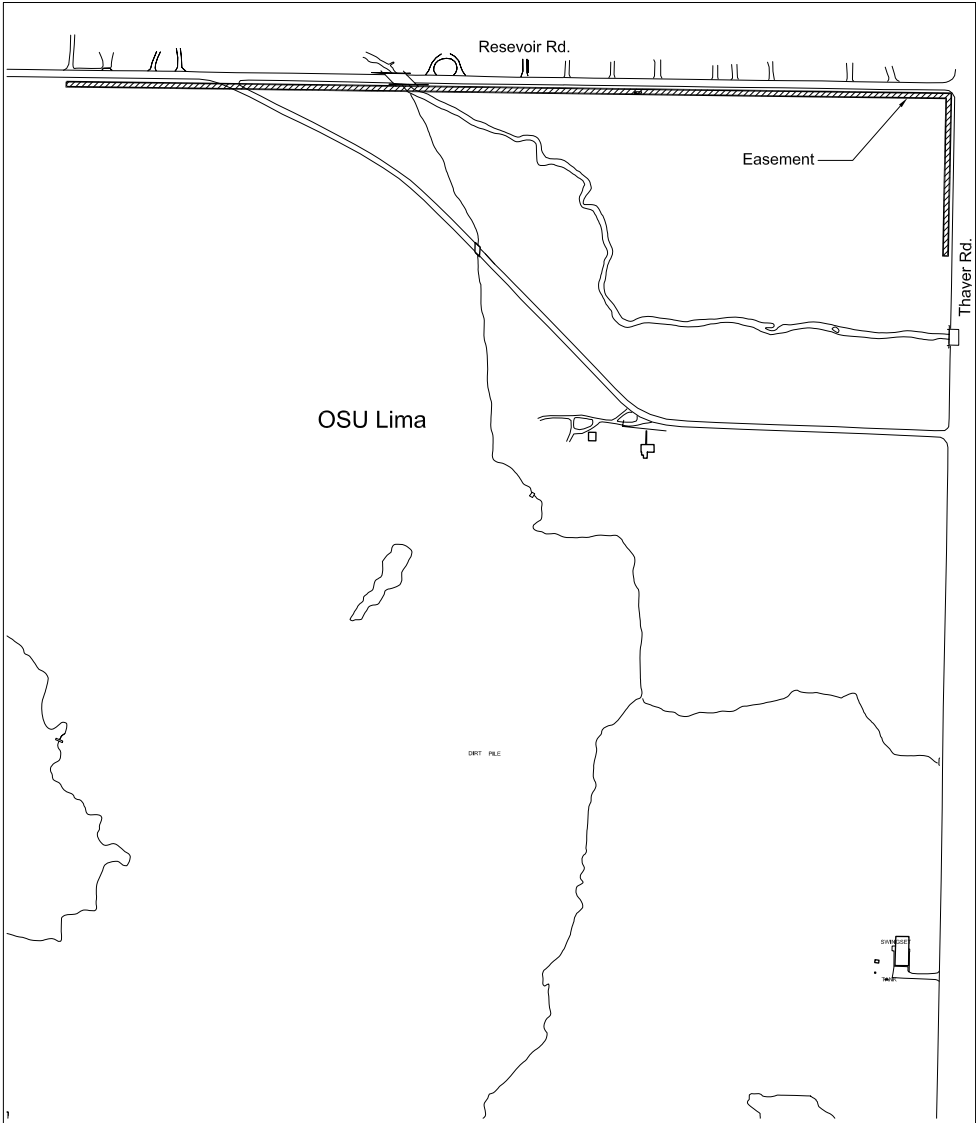 Resevoir Rd.
Easement
Thayer Rd.
OSU Lima
DIRT PILE
SWINGSET
TANK